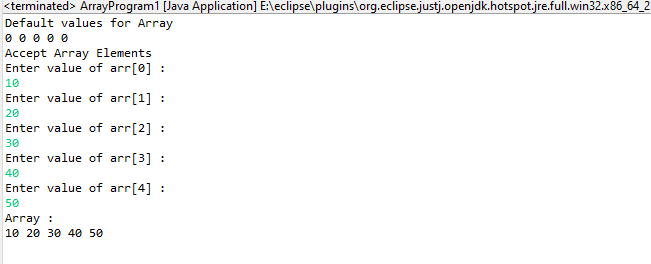 <terminated> ArrayProgram1 [Java Application] E:\eclipse\plugins\org.eclipse.justj.openjdk.hotspot.jre.full.win32.x86_64_2
Default values for Array
0 0 0 0 0
Accept Array Elements
Enter value of arr[0] :
10
Enter value of arr[1] :
20
Enter value of arr[2] :
30
Enter value of arr[3] :
40
Enter value of arr[4] :
50
Array :
10 20 30 40 50